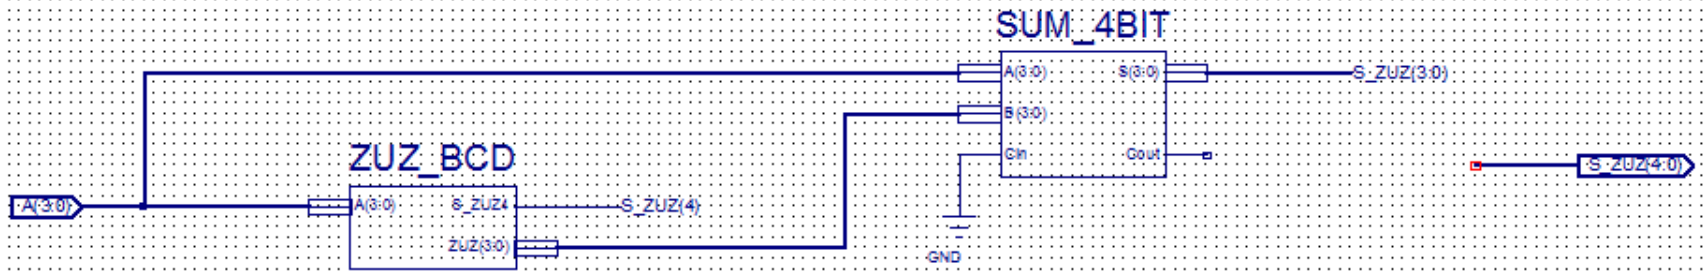 SUM_4BIT
A(3:0) S(3:0) S_ZUZ(3:0)
B(3:0)
ZUZ_BCD
Cin Cout
S_ZUZ(4:0)
A(3:0) A(3:0) S_ZUZ4 S_ZUZ(4)
ZUZ(3:0)
GND